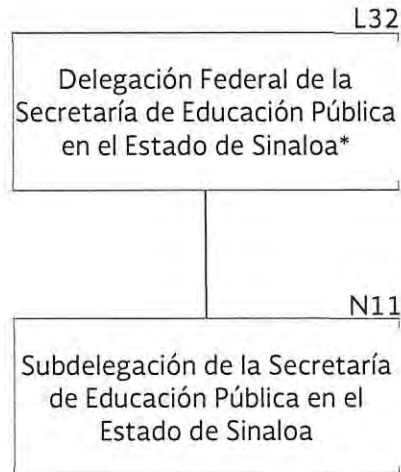 L32
Delegación Federal de la
Secretaría de Educación Pública
en el Estado de Sinaloa*
N11
Subdelegación de la Secretaría
de Educación Pública en el
Estado de Sinaloa